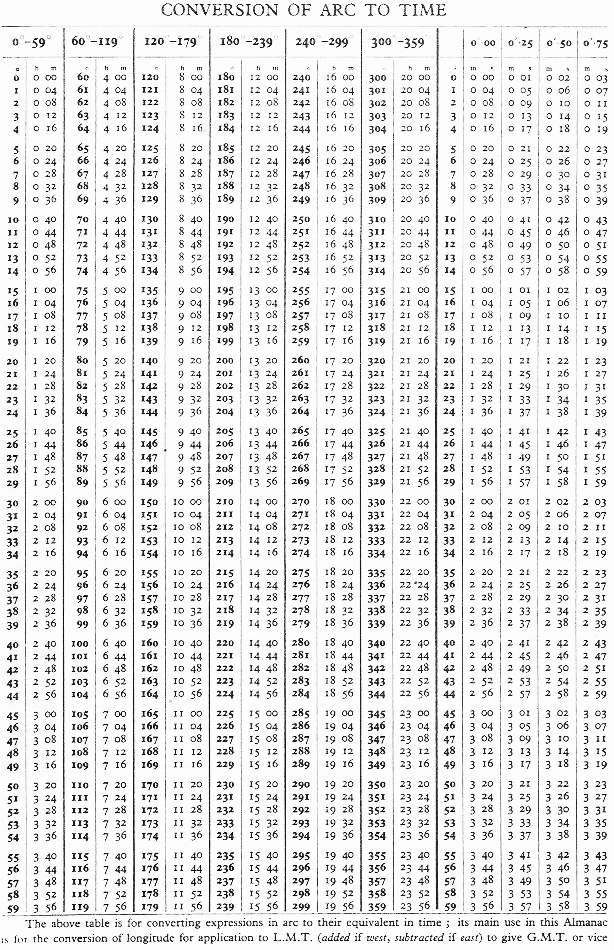 CONVERSION OF ARC TO TIME
0°–59° 60°–119° 120°–179° 180°–239° 240°–299° 300°–359° 0′·00 0′·25 0′·50 0′·75
° h m ° h m ° h m ° h m ° h m ° h m ′ m s m s m s m s
0 0 00 60 4 00 120 8 00 180 12 00 240 16 00 300 20 00 0 0 00 0 01 0 02 0 03
1 0 04 61 4 04 121 8 04 181 12 04 241 16 04 301 20 04 1 0 04 0 05 0 06 0 07
2 0 08 62 4 08 122 8 08 182 12 08 242 16 08 302 20 08 2 0 08 0 09 0 10 0 11
3 0 12 63 4 12 123 8 12 183 12 12 243 16 12 303 20 12 3 0 12 0 13 0 14 0 15
4 0 16 64 4 16 124 8 16 184 12 16 244 16 16 304 20 16 4 0 16 0 17 0 18 0 19
5 0 20 65 4 20 125 8 20 185 12 20 245 16 20 305 20 20 5 0 20 0 21 0 22 0 23
6 0 24 66 4 24 126 8 24 186 12 24 246 16 24 306 20 24 6 0 24 0 25 0 26 0 27
7 0 28 67 4 28 127 8 28 187 12 28 247 16 28 307 20 28 7 0 28 0 29 0 30 0 31
8 0 32 68 4 32 128 8 32 188 12 32 248 16 32 308 20 32 8 0 32 0 33 0 34 0 35
9 0 36 69 4 36 129 8 36 189 12 36 249 16 36 309 20 36 9 0 36 0 37 0 38 0 39
10 0 40 70 4 40 130 8 40 190 12 40 250 16 40 310 20 40 10 0 40 0 41 0 42 0 43
11 0 44 71 4 44 131 8 44 191 12 44 251 16 44 311 20 44 11 0 44 0 45 0 46 0 47
12 0 48 72 4 48 132 8 48 192 12 48 252 16 48 312 20 48 12 0 48 0 49 0 50 0 51
13 0 52 73 4 52 133 8 52 193 12 52 253 16 52 313 20 52 13 0 52 0 53 0 54 0 55
14 0 56 74 4 56 134 8 56 194 12 56 254 16 56 314 20 56 14 0 56 0 57 0 58 0 59
15 1 00 75 5 00 135 9 00 195 13 00 255 17 00 315 21 00 15 1 00 1 01 1 02 1 03
16 1 04 76 5 04 136 9 04 196 13 04 256 17 04 316 21 04 16 1 04 1 05 1 06 1 07
17 1 08 77 5 08 137 9 08 197 13 08 257 17 08 317 21 08 17 1 08 1 09 1 10 1 11
18 1 12 78 5 12 138 9 12 198 13 12 258 17 12 318 21 12 18 1 12 1 13 1 14 1 15
19 1 16 79 5 16 139 9 16 199 13 16 259 17 16 319 21 16 19 1 16 1 17 1 18 1 19
20 1 20 80 5 20 140 9 20 200 13 20 260 17 20 320 21 20 20 1 20 1 21 1 22 1 23
21 1 24 81 5 24 141 9 24 201 13 24 261 17 24 321 21 24 21 1 24 1 25 1 26 1 27
22 1 28 82 5 28 142 9 28 202 13 28 262 17 28 322 21 28 22 1 28 1 29 1 30 1 31
23 1 32 83 5 32 143 9 32 203 13 32 263 17 32 323 21 32 23 1 32 1 33 1 34 1 35
24 1 36 84 5 36 144 9 36 204 13 36 264 17 36 324 21 36 24 1 36 1 37 1 38 1 39
25 1 40 85 5 40 145 9 40 205 13 40 265 17 40 325 21 40 25 1 40 1 41 1 42 1 43
26 1 44 86 5 44 146 9 44 206 13 44 266 17 44 326 21 44 26 1 44 1 45 1 46 1 47
27 1 48 87 5 48 147 9 48 207 13 48 267 17 48 327 21 48 27 1 48 1 49 1 50 1 51
28 1 52 88 5 52 148 9 52 208 13 52 268 17 52 328 21 52 28 1 52 1 53 1 54 1 55
29 1 56 89 5 56 149 9 56 209 13 56 269 17 56 329 21 56 29 1 56 1 57 1 58 1 59
30 2 00 90 6 00 150 10 00 210 14 00 270 18 00 330 22 00 30 2 00 2 01 2 02 2 03
31 2 04 91 6 04 151 10 04 211 14 04 271 18 04 331 22 04 31 2 04 2 05 2 06 2 07
32 2 08 92 6 08 152 10 08 212 14 08 272 18 08 332 22 08 32 2 08 2 09 2 10 2 11
33 2 12 93 6 12 153 10 12 213 14 12 273 18 12 333 22 12 33 2 12 2 13 2 14 2 15
34 2 16 94 6 16 154 10 16 214 14 16 274 18 16 334 22 16 34 2 16 2 17 2 18 2 19
35 2 20 95 6 20 155 10 20 215 14 20 275 18 20 335 22 20 35 2 20 2 21 2 22 2 23
36 2 24 96 6 24 156 10 24 216 14 24 276 18 24 336 22 24 36 2 24 2 25 2 26 2 27
37 2 28 97 6 28 157 10 28 217 14 28 277 18 28 337 22 28 37 2 28 2 29 2 30 2 31
38 2 32 98 6 32 158 10 32 218 14 32 278 18 32 338 22 32 38 2 32 2 33 2 34 2 35
39 2 36 99 6 36 159 10 36 219 14 36 279 18 36 339 22 36 39 2 36 2 37 2 38 2 39
40 2 40 100 6 40 160 10 40 220 14 40 280 18 40 340 22 40 40 2 40 2 41 2 42 2 43
41 2 44 101 6 44 161 10 44 221 14 44 281 18 44 341 22 44 41 2 44 2 45 2 46 2 47
42 2 48 102 6 48 162 10 48 222 14 48 282 18 48 342 22 48 42 2 48 2 49 2 50 2 51
43 2 52 103 6 52 163 10 52 223 14 52 283 18 52 343 22 52 43 2 52 2 53 2 54 2 55
44 2 56 104 6 56 164 10 56 224 14 56 284 18 56 344 22 56 44 2 56 2 57 2 58 2 59
45 3 00 105 7 00 165 11 00 225 15 00 285 19 00 345 23 00 45 3 00 3 01 3 02 3 03
46 3 04 106 7 04 166 11 04 226 15 04 286 19 04 346 23 04 46 3 04 3 05 3 06 3 07
47 3 08 107 7 08 167 11 08 227 15 08 287 19 08 347 23 08 47 3 08 3 09 3 10 3 11
48 3 12 108 7 12 168 11 12 228 15 12 288 19 12 348 23 12 48 3 12 3 13 3 14 3 15
49 3 16 109 7 16 169 11 16 229 15 16 289 19 16 349 23 16 49 3 16 3 17 3 18 3 19
50 3 20 110 7 20 170 11 20 230 15 20 290 19 20 350 23 20 50 3 20 3 21 3 22 3 23
51 3 24 111 7 24 171 11 24 231 15 24 291 19 24 351 23 24 51 3 24 3 25 3 26 3 27
52 3 28 112 7 28 172 11 28 232 15 28 292 19 28 352 23 28 52 3 28 3 29 3 30 3 31
53 3 32 113 7 32 173 11 32 233 15 32 293 19 32 353 23 32 53 3 32 3 33 3 34 3 35
54 3 36 114 7 36 174 11 36 234 15 36 294 19 36 354 23 36 54 3 36 3 37 3 38 3 39
55 3 40 115 7 40 175 11 40 235 15 40 295 19 40 355 23 40 55 3 40 3 41 3 42 3 43
56 3 44 116 7 44 176 11 44 236 15 44 296 19 44 356 23 44 56 3 44 3 45 3 46 3 47
57 3 48 117 7 48 177 11 48 237 15 48 297 19 48 357 23 48 57 3 48 3 49 3 50 3 51
58 3 52 118 7 52 178 11 52 238 15 52 298 19 52 358 23 52 58 3 52 3 53 3 54 3 55
59 3 56 119 7 56 179 11 56 239 15 56 299 19 56 359 23 56 59 3 56 3 57 3 58 3 59
The above table is for converting expressions in arc to their equivalent in time ; its main use in this Almanac
is for the conversion of longitude for application to L.M.T. (added if west, subtracted if east) to give G.M.T. or vice